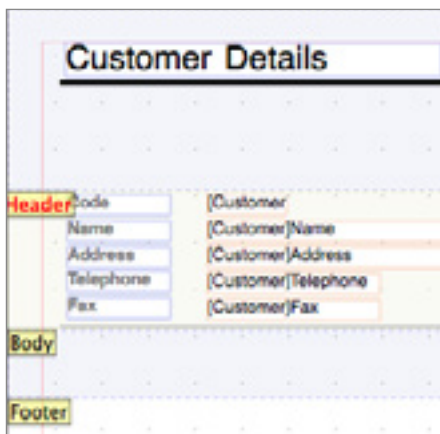 Customer Details
Header Code [Customer
Name [Customer]Name
Address [Customer]Address
Telephone [Customer]Telephone
Fax [Customer]Fax
Body
Footer